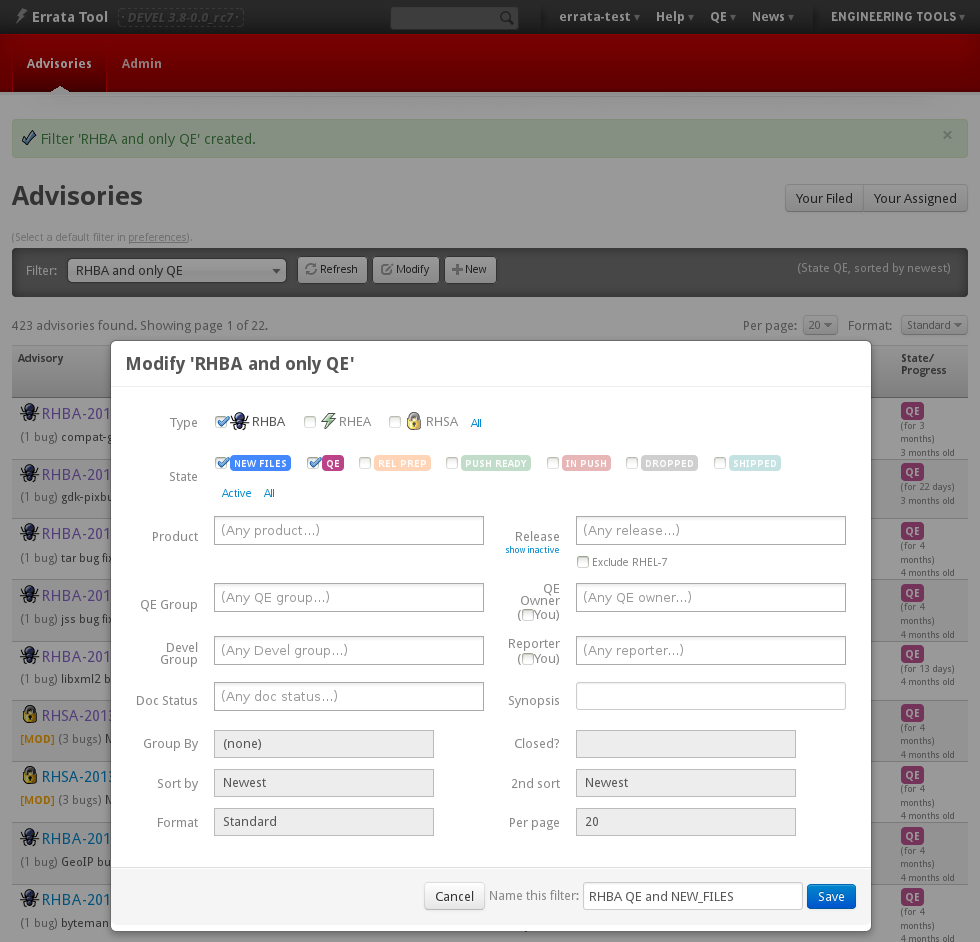 Errata Tool DEVEL 3.8-0.0_rc7 errata-test Help QE News ENGINEERING TOOLS
Advisories Admin
Filter 'RHBA and only QE' created. ×
Advisories Your Filed Your Assigned
(Select a default filter in preferences).
Filter: RHBA and only QE Refresh Modify New (State QE, sorted by newest)
423 advisories found. Showing page 1 of 22. Per page: 20 Format: Standard
Advisory State/
Progress
Modify 'RHBA and only QE'
Type RHBA RHEA RHSA All
State NEW FILES QE REL PREP PUSH READY IN PUSH DROPPED SHIPPED
Active All
Product (Any product...) Release (Any release...)
show inactive
Exclude RHEL-7
QE Group (Any QE group...) QE
Owner
(You) (Any QE owner...)
Devel
Group (Any Devel group...) Reporter
(You) (Any reporter...)
Doc Status (Any doc status...) Synopsis
Group By (none) Closed?
Sort by Newest 2nd sort Newest
Format Standard Per page 20
Cancel Name this filter: RHBA QE and NEW_FILES Save
RHBA-201 QE
(1 bug) compat-g (for 3
months)
3 months old
RHBA-201 QE
(1 bug) gdk-pixbu (for 22 days)
3 months old
RHBA-201 QE
(1 bug) tar bug fix (for 4
months)
4 months old
RHBA-201 QE
(1 bug) jss bug fix (for 4
months)
4 months old
RHBA-201 QE
(1 bug) libxml2 b (for 13 days)
4 months old
RHSA-2013 QE
[MOD] (3 bugs) M (for 4
months)
4 months old
RHSA-2013 QE
[MOD] (3 bugs) M (for 4
months)
4 months old
RHBA-201 QE
(1 bug) GeoIP bu (for 4
months)
4 months old
RHBA-201 QE
(1 bug) byteman (for 4
months)
4 months old